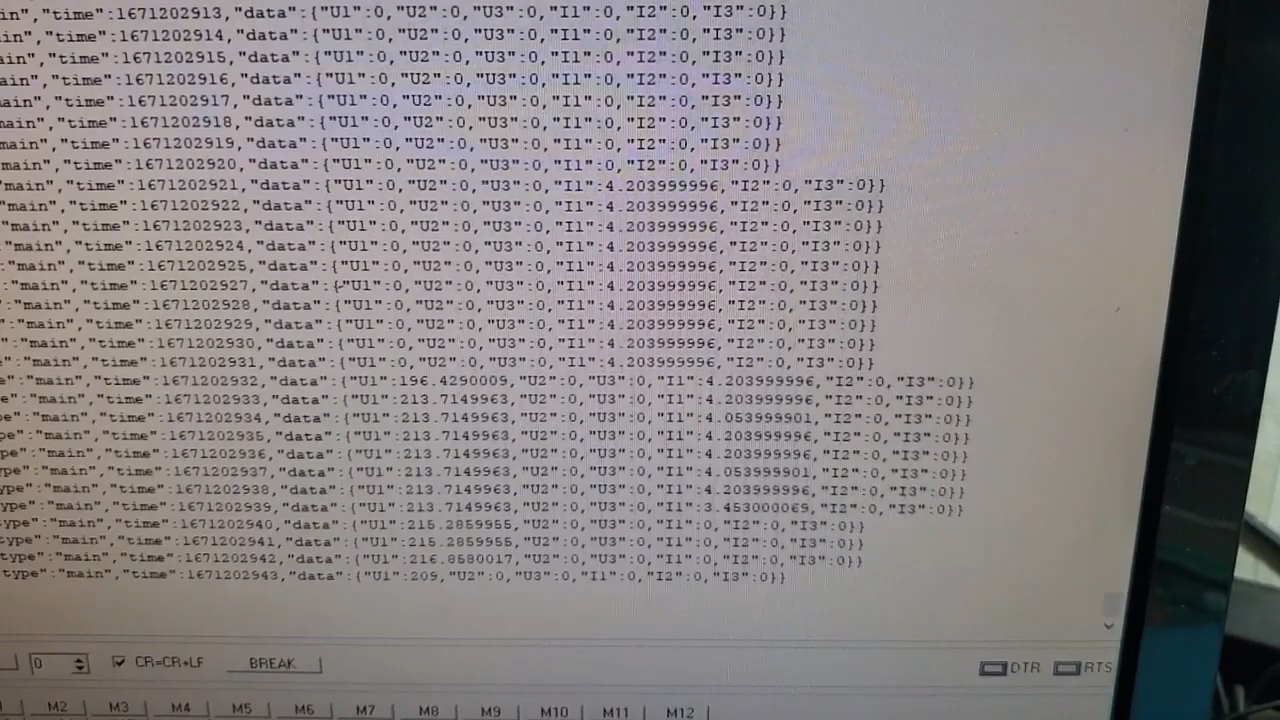 in","time":1671202913,"data":{"U1":0,"U2":0,"U3":0,"I1":0,"I2":0,"I3":0}}
in","time":1671202914,"data":{"U1":0,"U2":0,"U3":0,"I1":0,"I2":0,"I3":0}}
ain","time":1671202915,"data":{"U1":0,"U2":0,"U3":0,"I1":0,"I2":0,"I3":0}}
ain","time":1671202916,"data":{"U1":0,"U2":0,"U3":0,"I1":0,"I2":0,"I3":0}}
ain","time":1671202917,"data":{"U1":0,"U2":0,"U3":0,"I1":0,"I2":0,"I3":0}}
main","time":1671202918,"data":{"U1":0,"U2":0,"U3":0,"I1":0,"I2":0,"I3":0}}
main","time":1671202919,"data":{"U1":0,"U2":0,"U3":0,"I1":0,"I2":0,"I3":0}}
main","time":1671202920,"data":{"U1":0,"U2":0,"U3":0,"I1":0,"I2":0,"I3":0}}
"main","time":1671202921,"data":{"U1":0,"U2":0,"U3":0,"I1":4.203999996,"I2":0,"I3":0}}
"main","time":1671202922,"data":{"U1":0,"U2":0,"U3":0,"I1":4.203999996,"I2":0,"I3":0}}
"main","time":1671202923,"data":{"U1":0,"U2":0,"U3":0,"I1":4.203999996,"I2":0,"I3":0}}
:"main","time":1671202924,"data":{"U1":0,"U2":0,"U3":0,"I1":4.203999996,"I2":0,"I3":0}}
:"main","time":1671202925,"data":{"U1":0,"U2":0,"U3":0,"I1":4.203999996,"I2":0,"I3":0}}
:"main","time":1671202927,"data":{"U1":0,"U2":0,"U3":0,"I1":4.203999996,"I2":0,"I3":0}}
":"main","time":1671202928,"data":{"U1":0,"U2":0,"U3":0,"I1":4.203999996,"I2":0,"I3":0}}
":"main","time":1671202929,"data":{"U1":0,"U2":0,"U3":0,"I1":4.203999996,"I2":0,"I3":0}}
":"main","time":1671202930,"data":{"U1":0,"U2":0,"U3":0,"I1":4.203999996,"I2":0,"I3":0}}
e":"main","time":1671202931,"data":{"U1":0,"U2":0,"U3":0,"I1":4.203999996,"I2":0,"I3":0}}
e":"main","time":1671202932,"data":{"U1":196.4290009,"U2":0,"U3":0,"I1":4.203999996,"I2":0,"I3":0}}
e":"main","time":1671202933,"data":{"U1":213.7149963,"U2":0,"U3":0,"I1":4.203999996,"I2":0,"I3":0}}
pe":"main","time":1671202934,"data":{"U1":213.7149963,"U2":0,"U3":0,"I1":4.053999901,"I2":0,"I3":0}}
pe":"main","time":1671202935,"data":{"U1":213.7149963,"U2":0,"U3":0,"I1":4.203999996,"I2":0,"I3":0}}
pe":"main","time":1671202936,"data":{"U1":213.7149963,"U2":0,"U3":0,"I1":4.203999996,"I2":0,"I3":0}}
ype":"main","time":1671202937,"data":{"U1":213.7149963,"U2":0,"U3":0,"I1":4.053999901,"I2":0,"I3":0}}
ype":"main","time":1671202938,"data":{"U1":213.7149963,"U2":0,"U3":0,"I1":4.203999996,"I2":0,"I3":0}}
ype":"main","time":1671202939,"data":{"U1":213.7149963,"U2":0,"U3":0,"I1":3.453000069,"I2":0,"I3":0}}
type":"main","time":1671202940,"data":{"U1":215.2859955,"U2":0,"U3":0,"I1":0,"I2":0,"I3":0}}
type":"main","time":1671202941,"data":{"U1":215.2859955,"U2":0,"U3":0,"I1":0,"I2":0,"I3":0}}
type":"main","time":1671202942,"data":{"U1":216.8580017,"U2":0,"U3":0,"I1":0,"I2":0,"I3":0}}
type":"main","time":1671202943,"data":{"U1":209,"U2":0,"U3":0,"I1":0,"I2":0,"I3":0}}
0 CR=CR+LF BREAK DTR RTS
M2 M3 M4 M5 M6 M7 M8 M9 M10 M11 M12